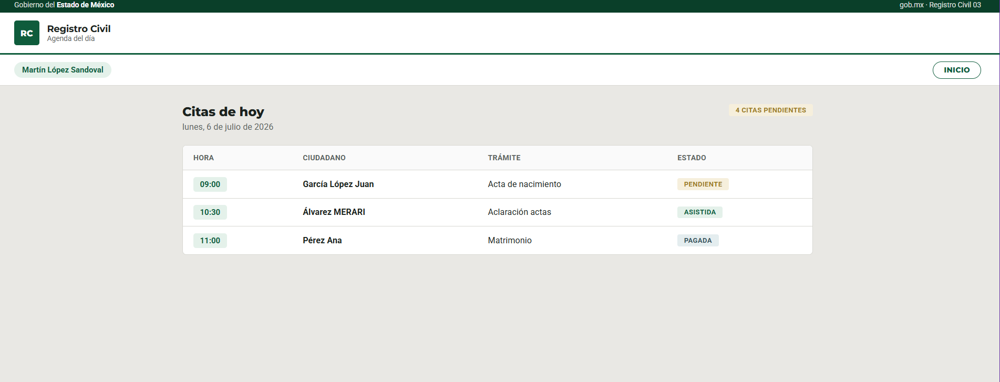 Gobierno del Estado de México
gob.mx · Registro Civil 03
RC
Registro Civil
Agenda del día
Martín López Sandoval
INICIO
Citas de hoy
4 CITAS PENDIENTES
lunes, 6 de julio de 2026
HORA CIUDADANO TRÁMITE ESTADO
09:00 García López Juan Acta de nacimiento PENDIENTE
10:30 Álvarez MERARI Aclaración actas ASISTIDA
11:00 Pérez Ana Matrimonio PAGADA